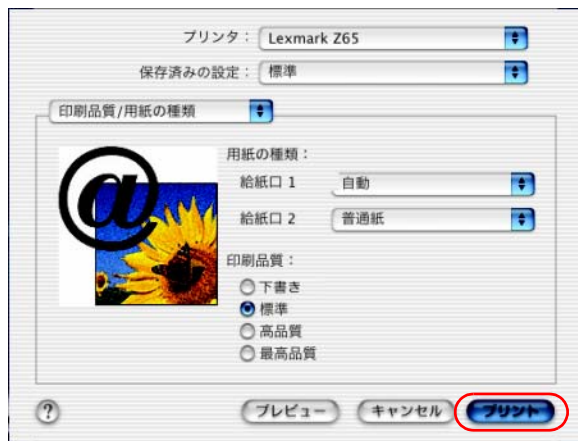 プリンタ： Lexmark Z65
保存済みの設定： 標準
印刷品質/用紙の種類
用紙の種類：
給紙口 1 自動
給紙口 2 普通紙
印刷品質：
下書き
標準
高品質
最高品質
? プレビュー キャンセル プリント